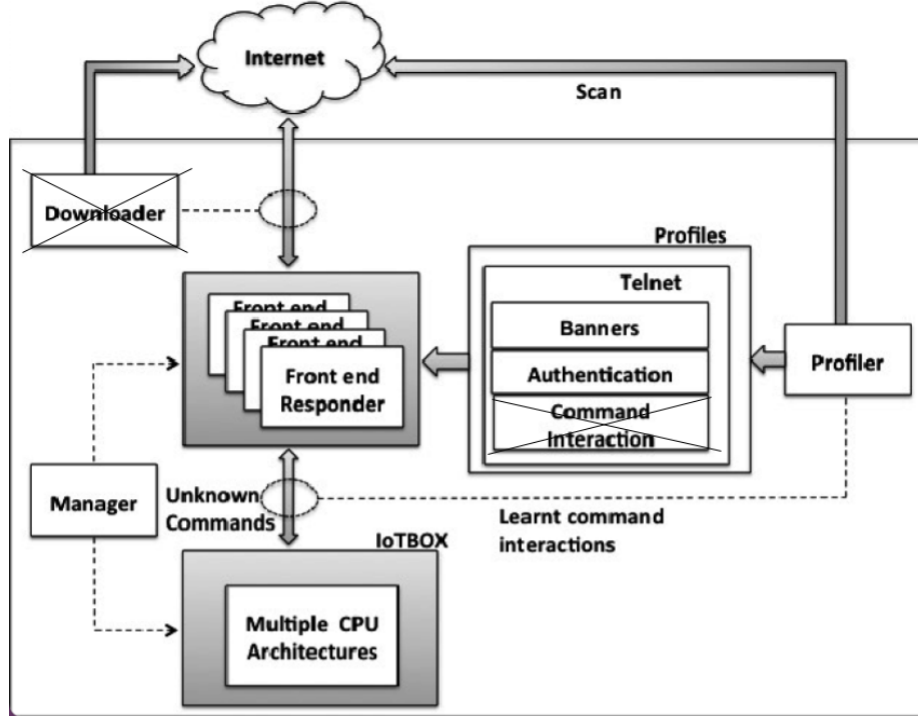 Internet
Scan
Downloader
Profiles
Telnet
Banners
Authentication
Command
Interaction
Profiler
Front end
Front end
Front end
Front end
Responder
Manager
Unknown
Commands
Learnt command
interactions
IoTBOX
Multiple CPU
Architectures